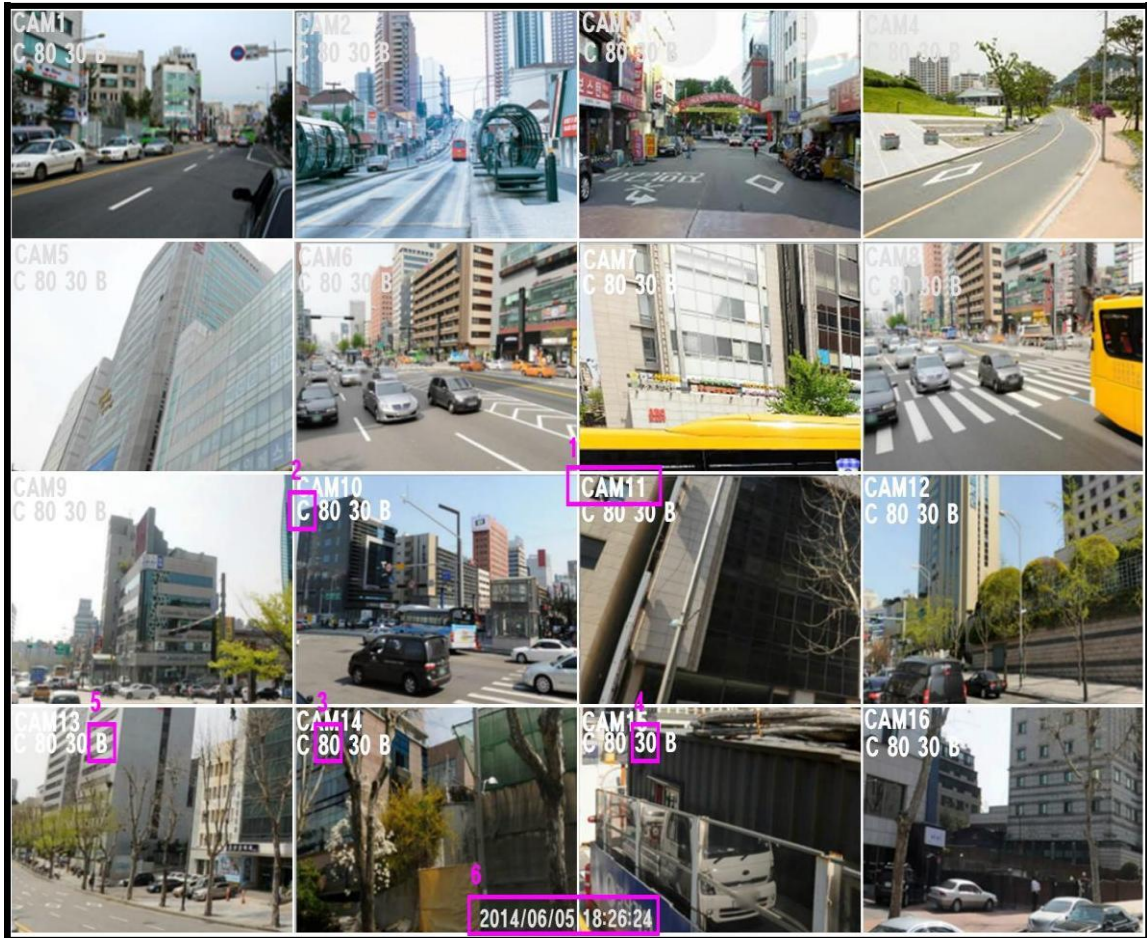 CAM1 CAM2 CAM3 CAM4
C 80 30 B C 80 30 B C 80 30 B C 80 30 B
CAM5 CAM6 CAM7 CAM8
C 80 30 B C 80 30 B C 80 30 B C 80 30 B
1
2
CAM9 CAM10 CAM11 CAM12
C 80 30 B C 80 30 B C 80 30 B C 80 30 B
5 3 4
CAM13 CAM14 CAM15 CAM16
C 80 30 B C 80 30 B C 80 30 B C 80 30 B
6
2014/06/05 18:26:24